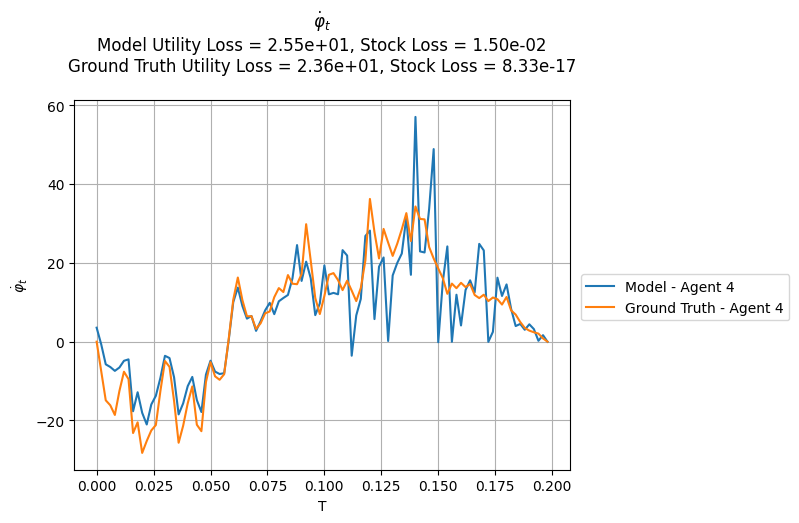 φ̇ₜ
Model Utility Loss = 2.55e+01, Stock Loss = 1.50e-02
Ground Truth Utility Loss = 2.36e+01, Stock Loss = 8.33e-17
60
40
20
0
−20
φ̇ₜ
0.000 0.025 0.050 0.075 0.100 0.125 0.150 0.175 0.200
T
Model - Agent 4
Ground Truth - Agent 4